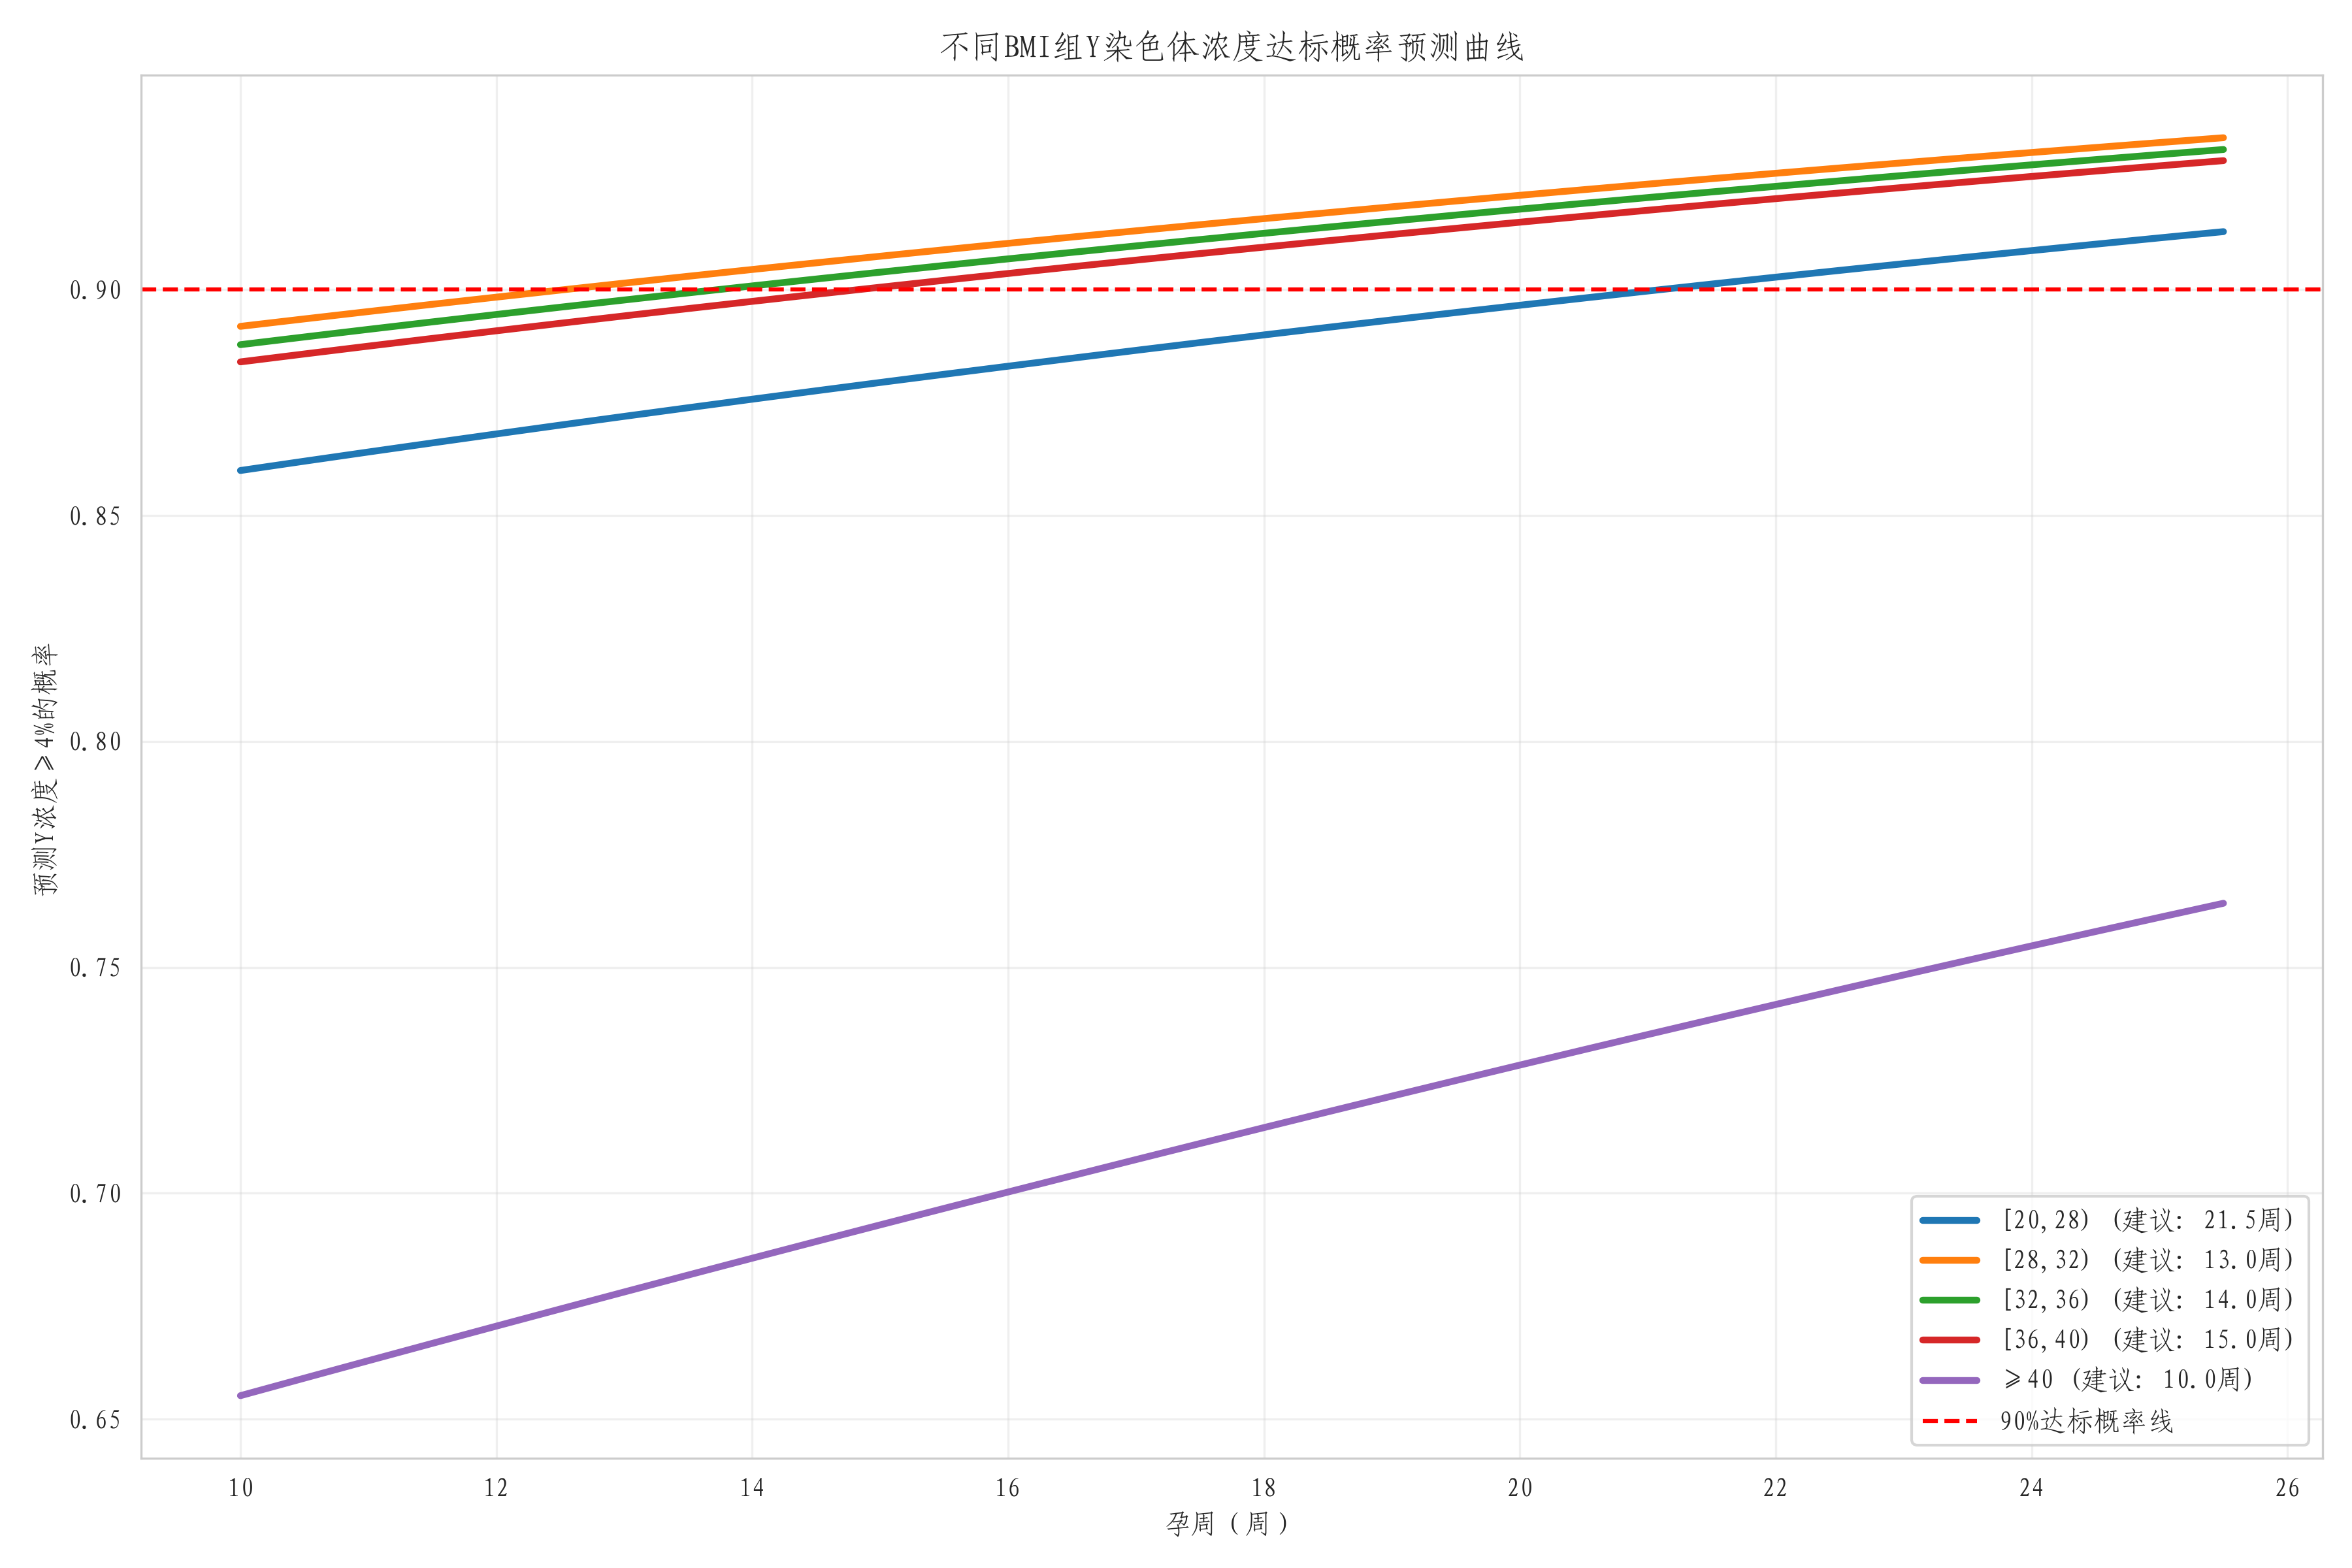 不同BMI组Y染色体浓度达标概率预测曲线
预测Y浓度≥4%的概率
0.90
0.85
0.80
0.75
0.70
0.65
10 12 14 16 18 20 22 24 26
孕周（周）
[20,28) (建议: 21.5周)
[28,32) (建议: 13.0周)
[32,36) (建议: 14.0周)
[36,40) (建议: 15.0周)
≥40 (建议: 10.0周)
90%达标概率线